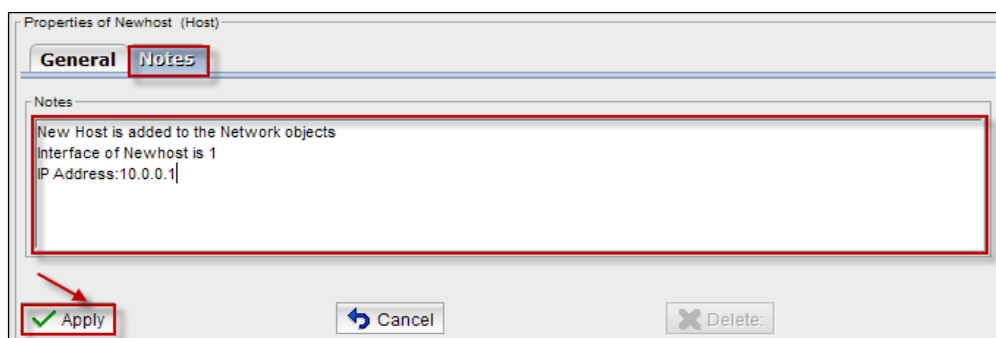 Properties of Newhost (Host)
General Notes
Notes
New Host is added to the Network objects
Interface of Newhost is 1
IP Address:10.0.0.1
Apply Cancel Delete: